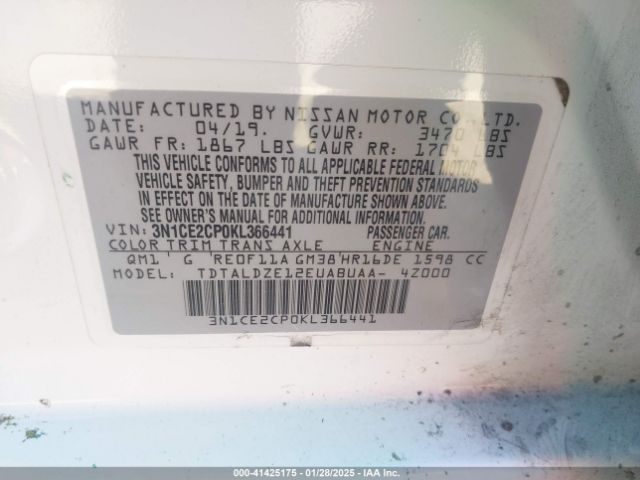 MANUFACTURED BY NISSAN MOTOR CO., LTD.
DATE: 04/19. GVWR: 3470 LBS
GAWR FR: 1867 LBS GAWR RR: 1704 LBS
THIS VEHICLE CONFORMS TO ALL APPLICABLE FEDERAL MOTOR
VEHICLE SAFETY, BUMPER AND THEFT PREVENTION STANDARDS
IN EFFECT ON THE DATE OF MANUFACTURE SHOWN ABOVE.
SEE OWNER'S MANUAL FOR ADDITIONAL INFORMATION.
VIN: 3N1CE2CP0KL366441 PASSENGER CAR.
COLOR TRIM TRANS AXLE ENGINE
QM1 G RE0F11A GM38 HR16DE 1598 CC
MODEL: TDTALDZE12EUABUAA- 4Z000
3N1CE2CP0KL366441
000-41425175 — 01/28/2025 — IAAI.COM